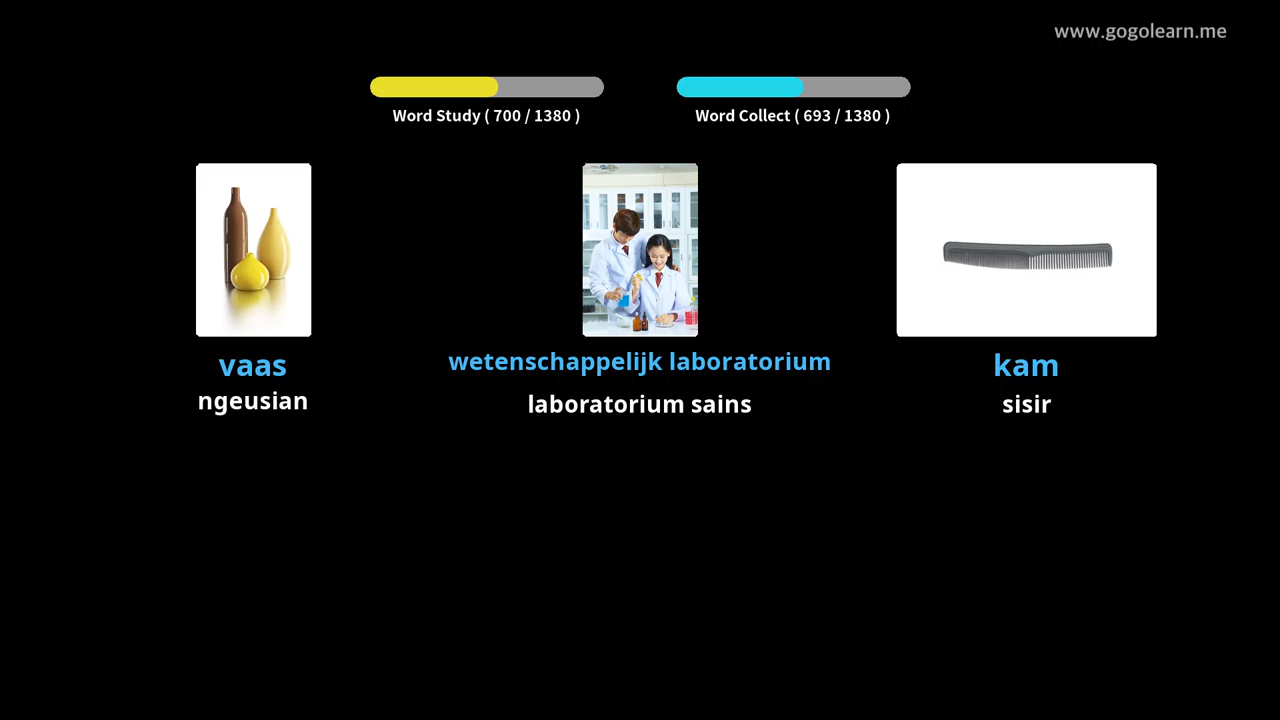 www.gogolearn.me
Word Study ( 700 / 1380 )
Word Collect ( 693 / 1380 )
vaas
ngeusian
wetenschappelijk laboratorium
laboratorium sains
kam
sisir